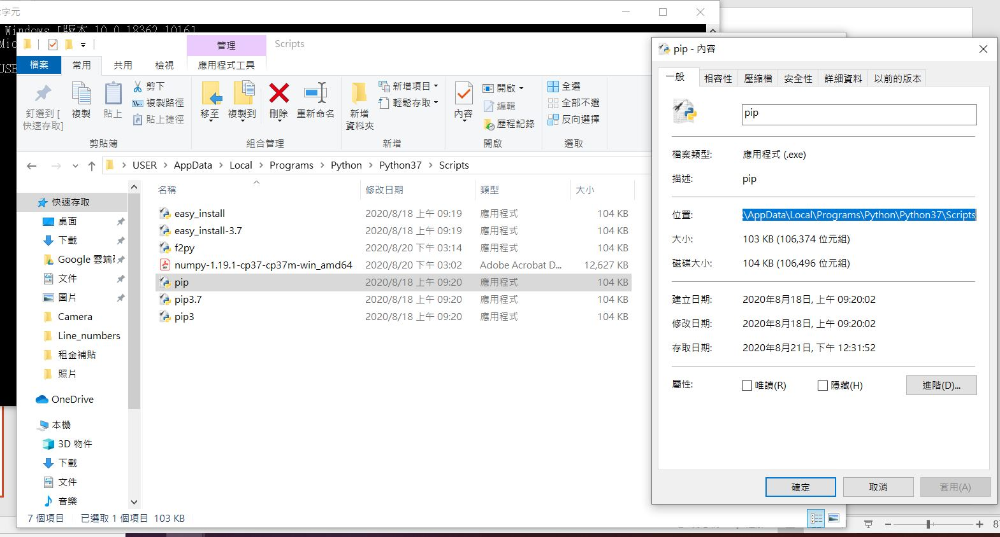 字元
Windows [版本 10.0.18362.1016]
Mic
USE
管理
Scripts
檔案
常用
共用
檢視
應用程式工具
釘選到 [
快速存取]
複製
貼上
剪下
複製路徑
貼上捷徑
剪貼簿
移至
複製到
刪除
重新命名
組合管理
新增
資料夾
新增項目
輕鬆存取
新增
內容
開啟
編輯
歷程記錄
開啟
全選
全部不選
反向選擇
選取
USER > AppData > Local > Programs > Python > Python37 > Scripts
快速存取
桌面
下載
Google 雲端
文件
圖片
Camera
Line_numbers
租金補貼
照片
OneDrive
本機
3D 物件
下載
文件
音樂
名稱 修改日期 類型 大小
easy_install 2020/8/18 上午 09:19 應用程式 104 KB
easy_install-3.7 2020/8/18 上午 09:19 應用程式 104 KB
f2py 2020/8/20 下午 03:14 應用程式 104 KB
numpy-1.19.1-cp37-cp37m-win_amd64 2020/8/20 下午 03:02 Adobe Acrobat D... 12,627 KB
pip 2020/8/18 上午 09:20 應用程式 104 KB
pip3.7 2020/8/18 上午 09:20 應用程式 104 KB
pip3 2020/8/18 上午 09:20 應用程式 104 KB
7 個項目 已選取 1 個項目 103 KB
pip - 內容
一般 相容性 壓縮檔 安全性 詳細資料 以前的版本
pip
檔案類型: 應用程式 (.exe)
描述: pip
位置: :\AppData\Local\Programs\Python\Python37\Scripts
大小: 103 KB (106,374 位元組)
磁碟大小: 104 KB (106,496 位元組)
建立日期: 2020年8月18日, 上午 09:20:02
修改日期: 2020年8月18日, 上午 09:20:02
存取日期: 2020年8月21日, 下午 12:31:52
屬性: 唯讀(R) 隱藏(H) 進階(D)...
確定 取消 套用(A)